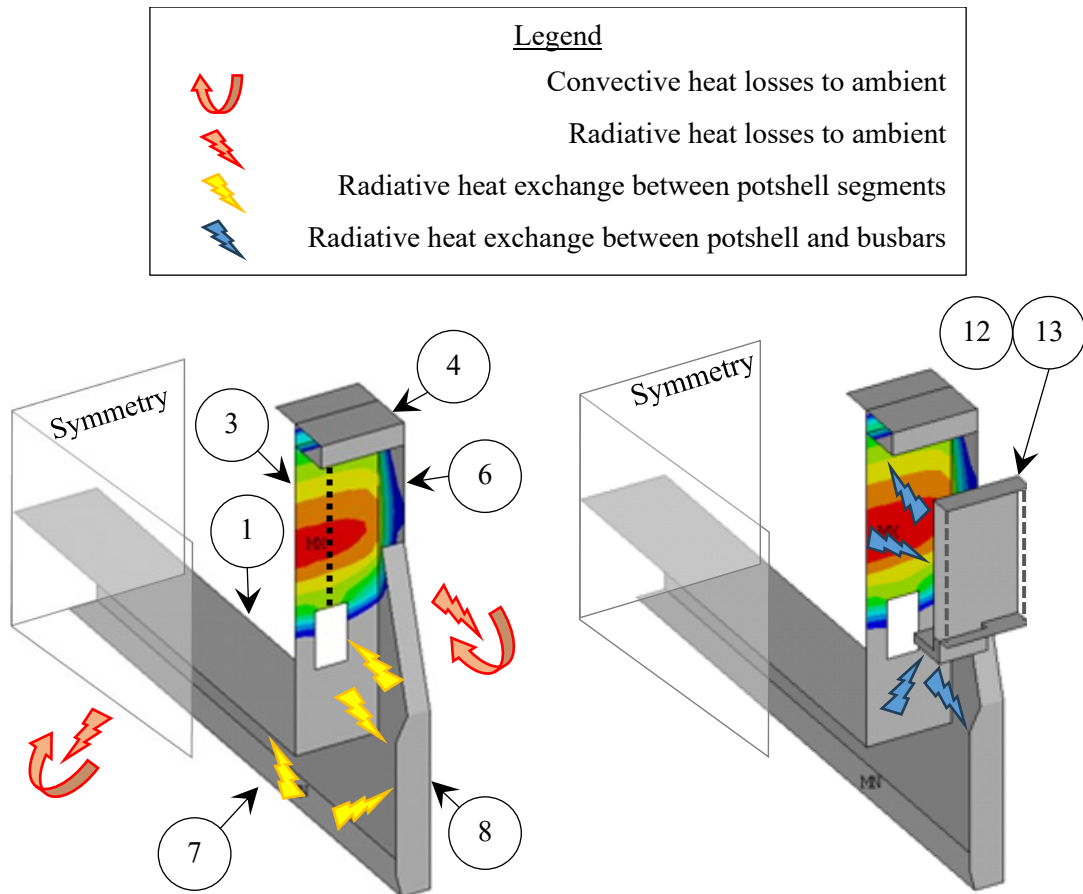 Legend
Convective heat losses to ambient
Radiative heat losses to ambient
Radiative heat exchange between potshell segments
Radiative heat exchange between potshell and busbars
12 13
4
Symmetry
Symmetry
3
6
1
MX
MX
MN
7
8